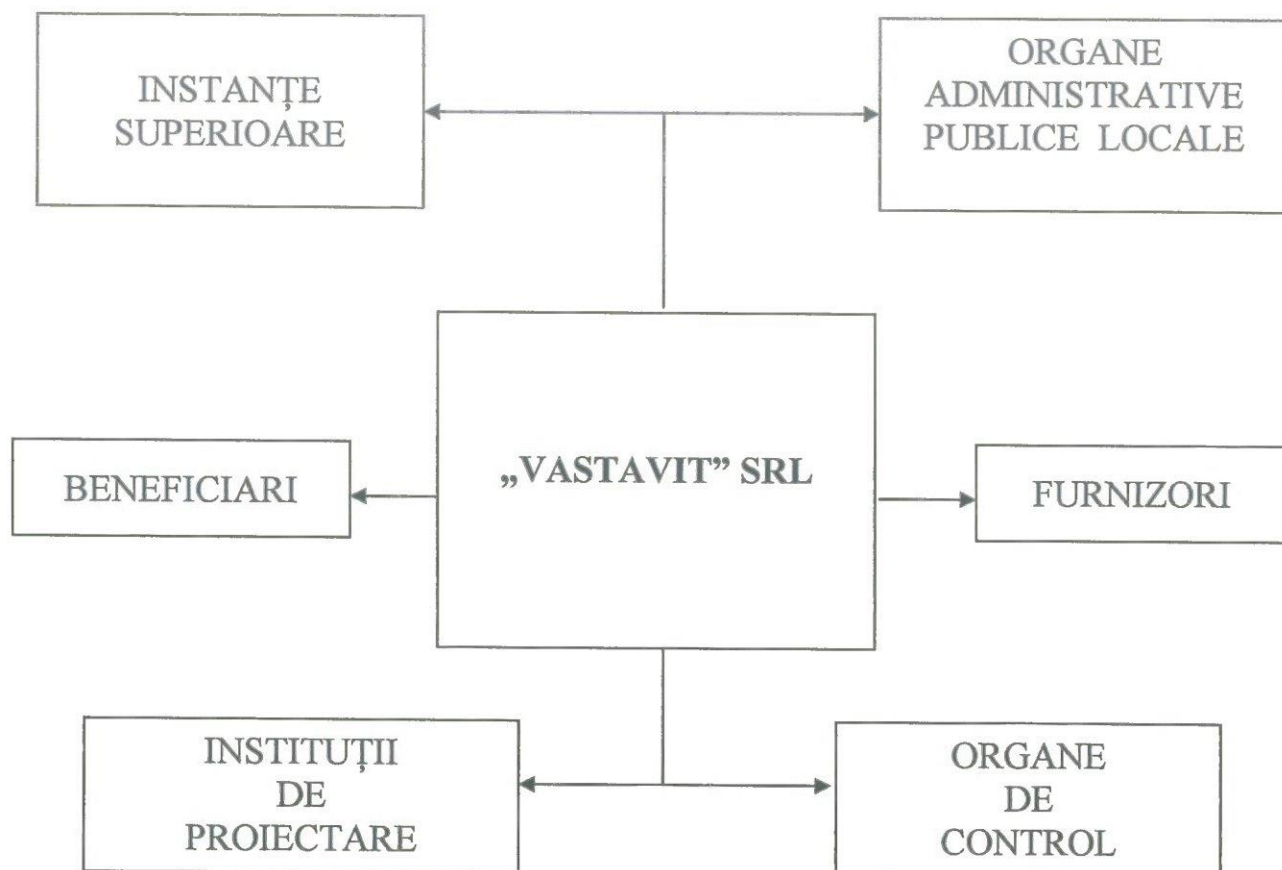 INSTANȚE
SUPERIOARE
ORGANE
ADMINISTRATIVE
PUBLICE LOCALE
BENEFICIARI
„VASTAVIT” SRL
FURNIZORI
INSTITUȚII
DE
PROIECTARE
ORGANE
DE
CONTROL